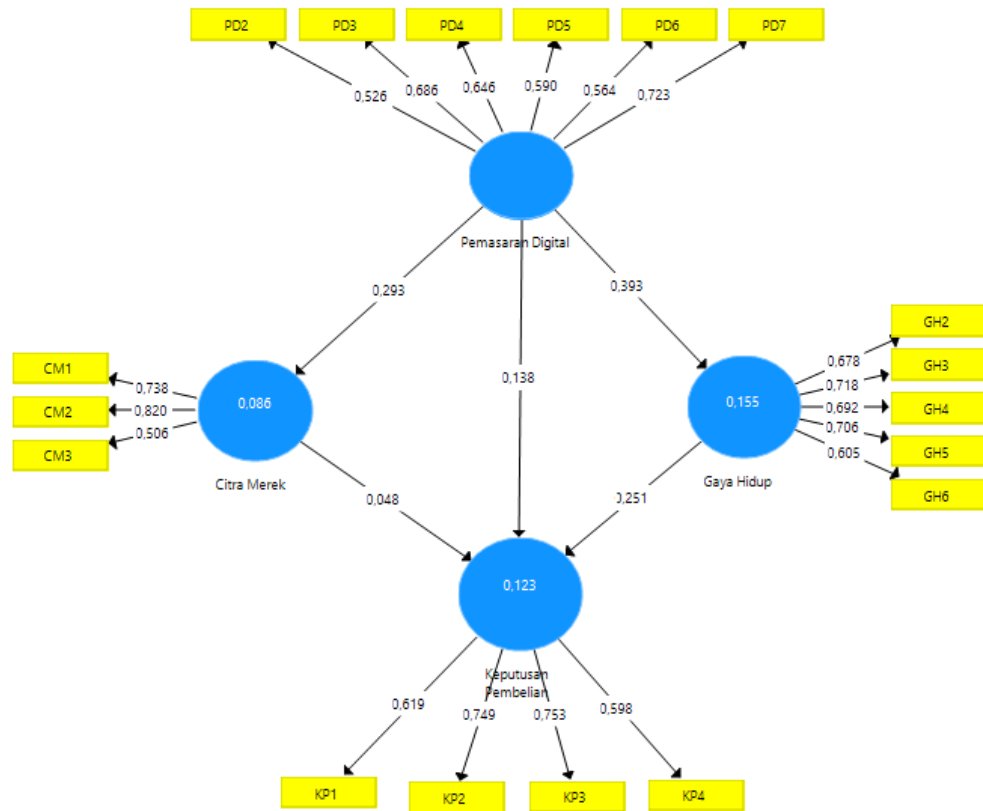 PD2 PD3 PD4 PD5 PD6 PD7
0,526 0,686 0,646 0,590 0,564 0,723
Pemasaran Digital
0,293 0,138 0,393
CM1
CM2
CM3
0,738
0,820
0,506
0,086
Citra Merek
0,155
Gaya Hidup
0,678
0,718
0,692
0,706
0,605
GH2
GH3
GH4
GH5
GH6
0,048 0,251
0,123
Keputusan
Pembelian
0,619 0,749 0,753 0,598
KP1 KP2 KP3 KP4